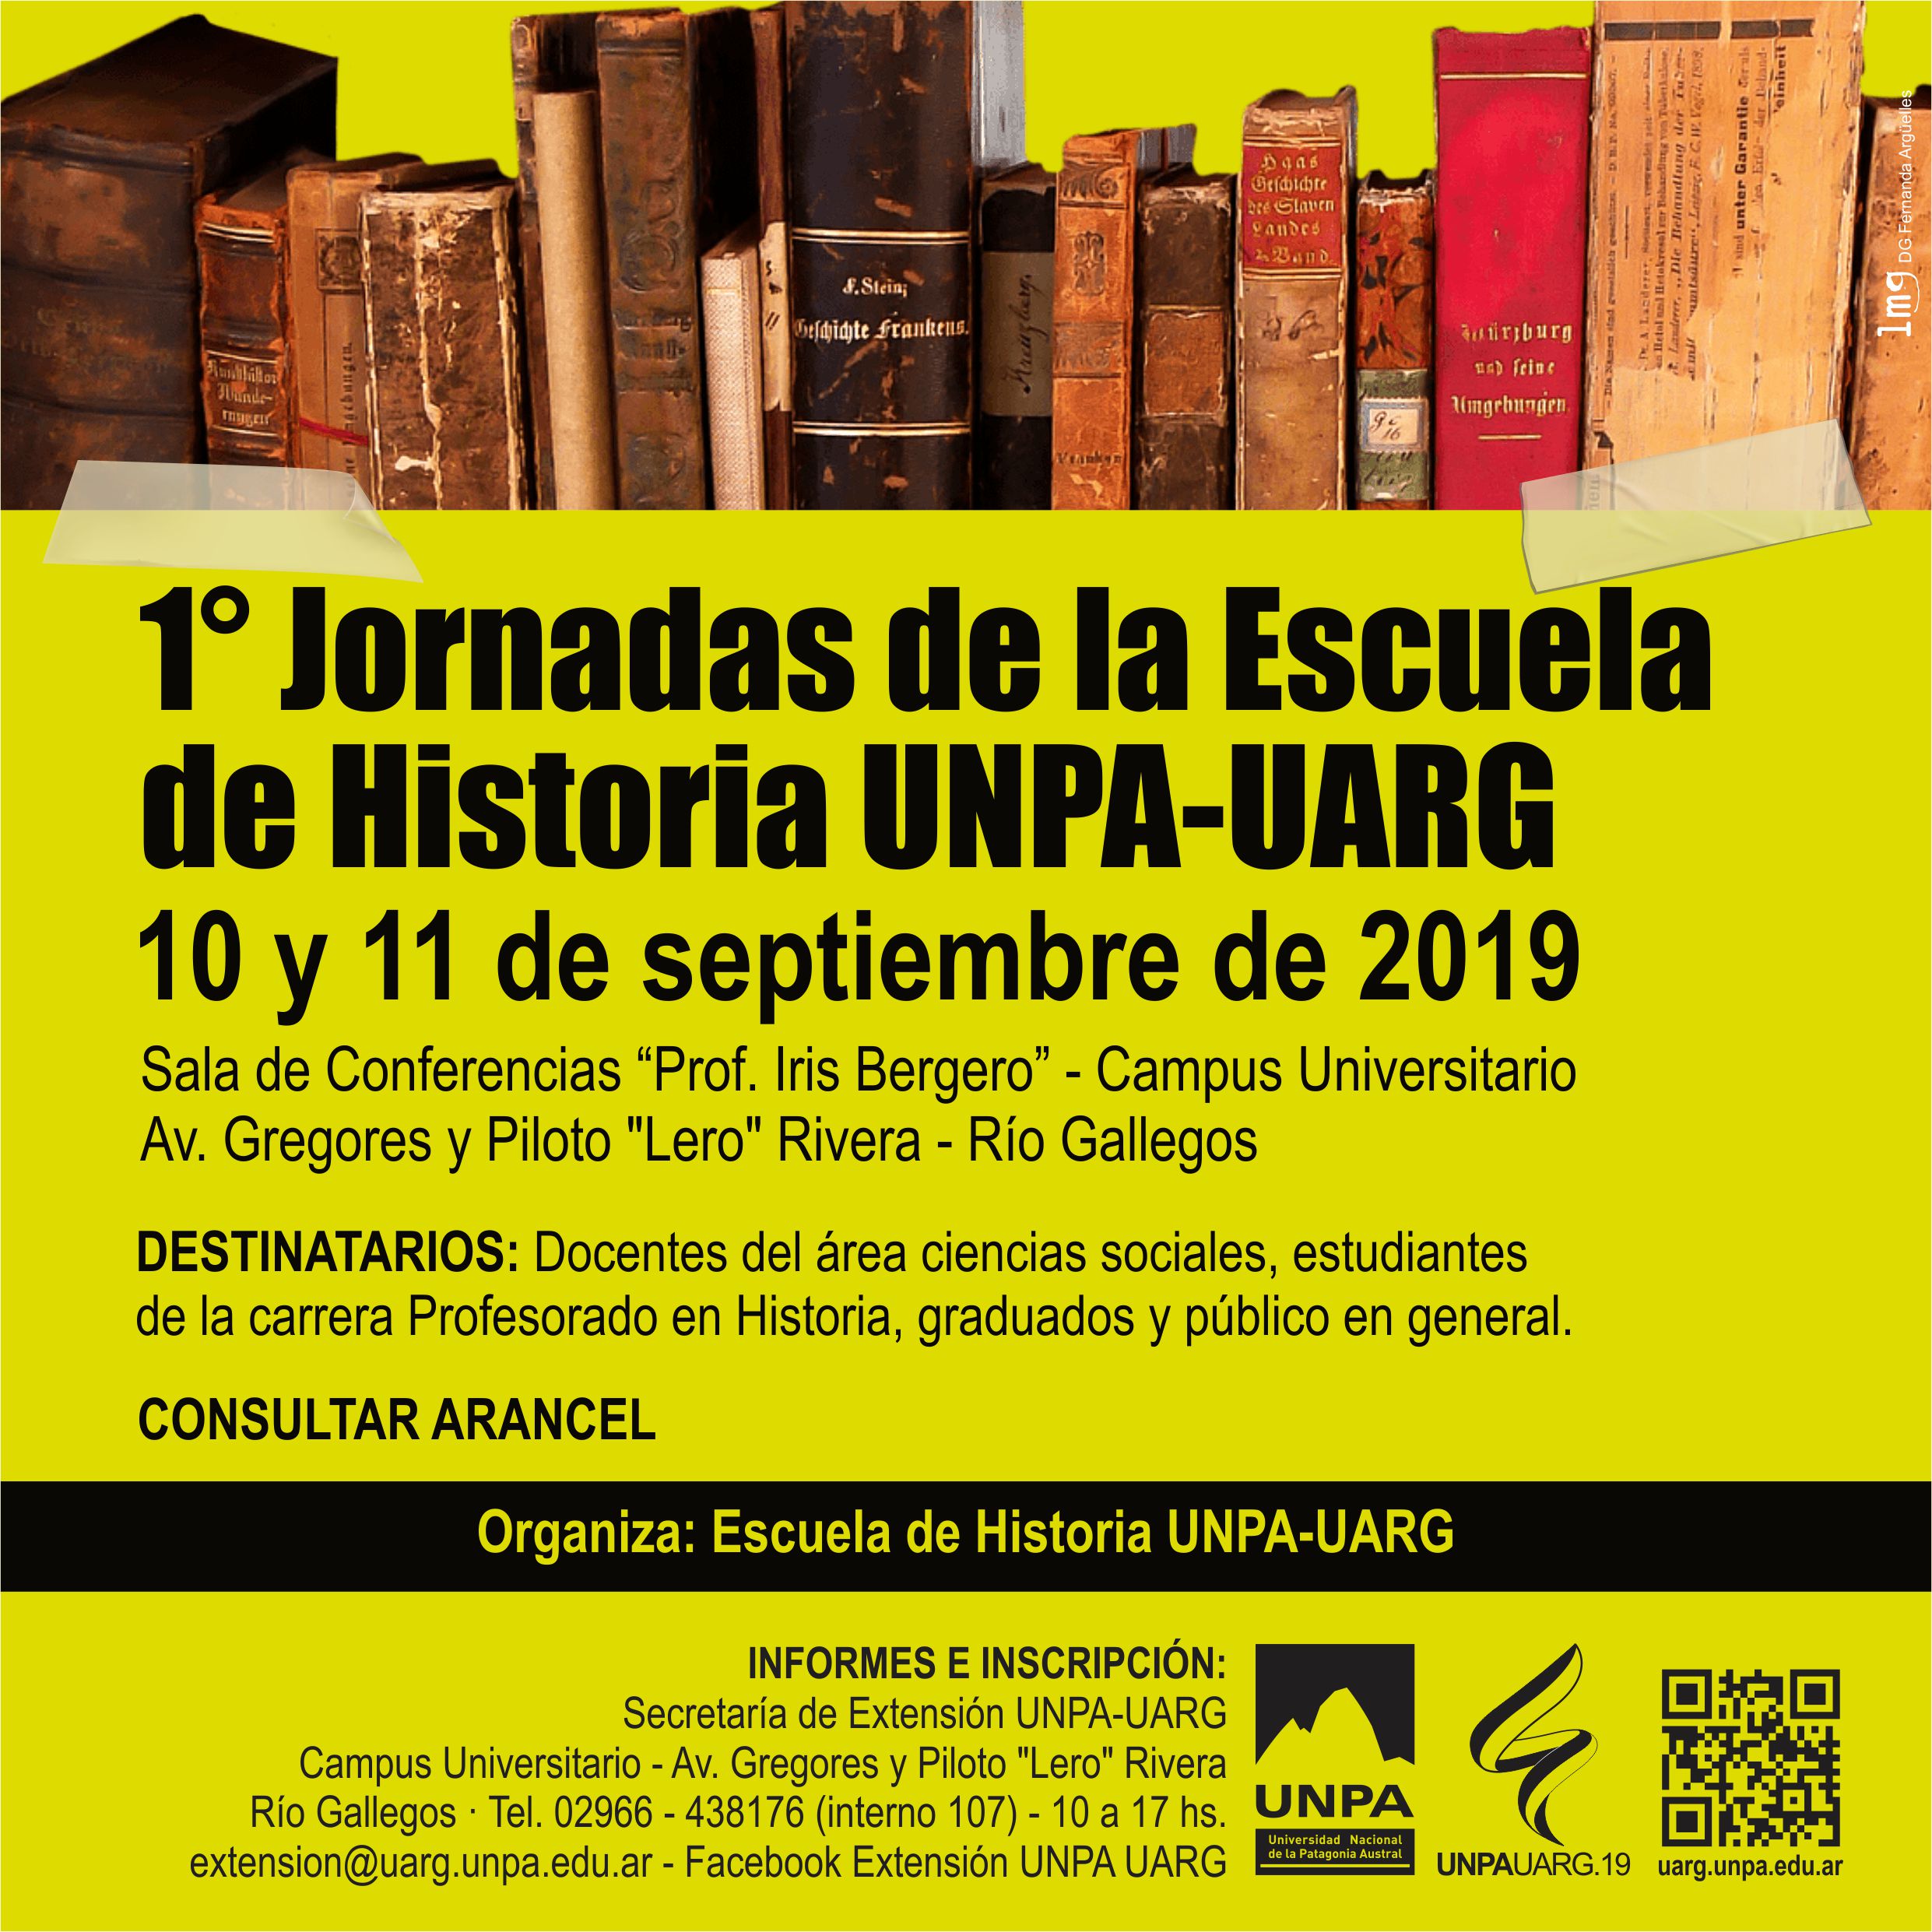 Haas
Geschichte
des Slaven
Landes
F. Stein;
Geschichte Frankens.
Würzburg
und seine
Umgebungen.
unter Garantie
einheit
img DG Fernanda Argüelles
1° Jornadas de la Escuela
de Historia UNPA-UARG
10 y 11 de septiembre de 2019
Sala de Conferencias “Prof. Iris Bergero” - Campus Universitario
Av. Gregores y Piloto "Lero" Rivera - Río Gallegos
DESTINATARIOS: Docentes del área ciencias sociales, estudiantes
de la carrera Profesorado en Historia, graduados y público en general.
CONSULTAR ARANCEL
Organiza: Escuela de Historia UNPA-UARG
INFORMES E INSCRIPCIÓN:
Secretaría de Extensión UNPA-UARG
Campus Universitario - Av. Gregores y Piloto "Lero" Rivera
Río Gallegos · Tel. 02966 - 438176 (interno 107) - 10 a 17 hs.
extension@uarg.unpa.edu.ar - Facebook Extensión UNPA UARG
UNPA
Universidad Nacional
de la Patagonia Austral
UNPAUARG.19
uarg.unpa.edu.ar